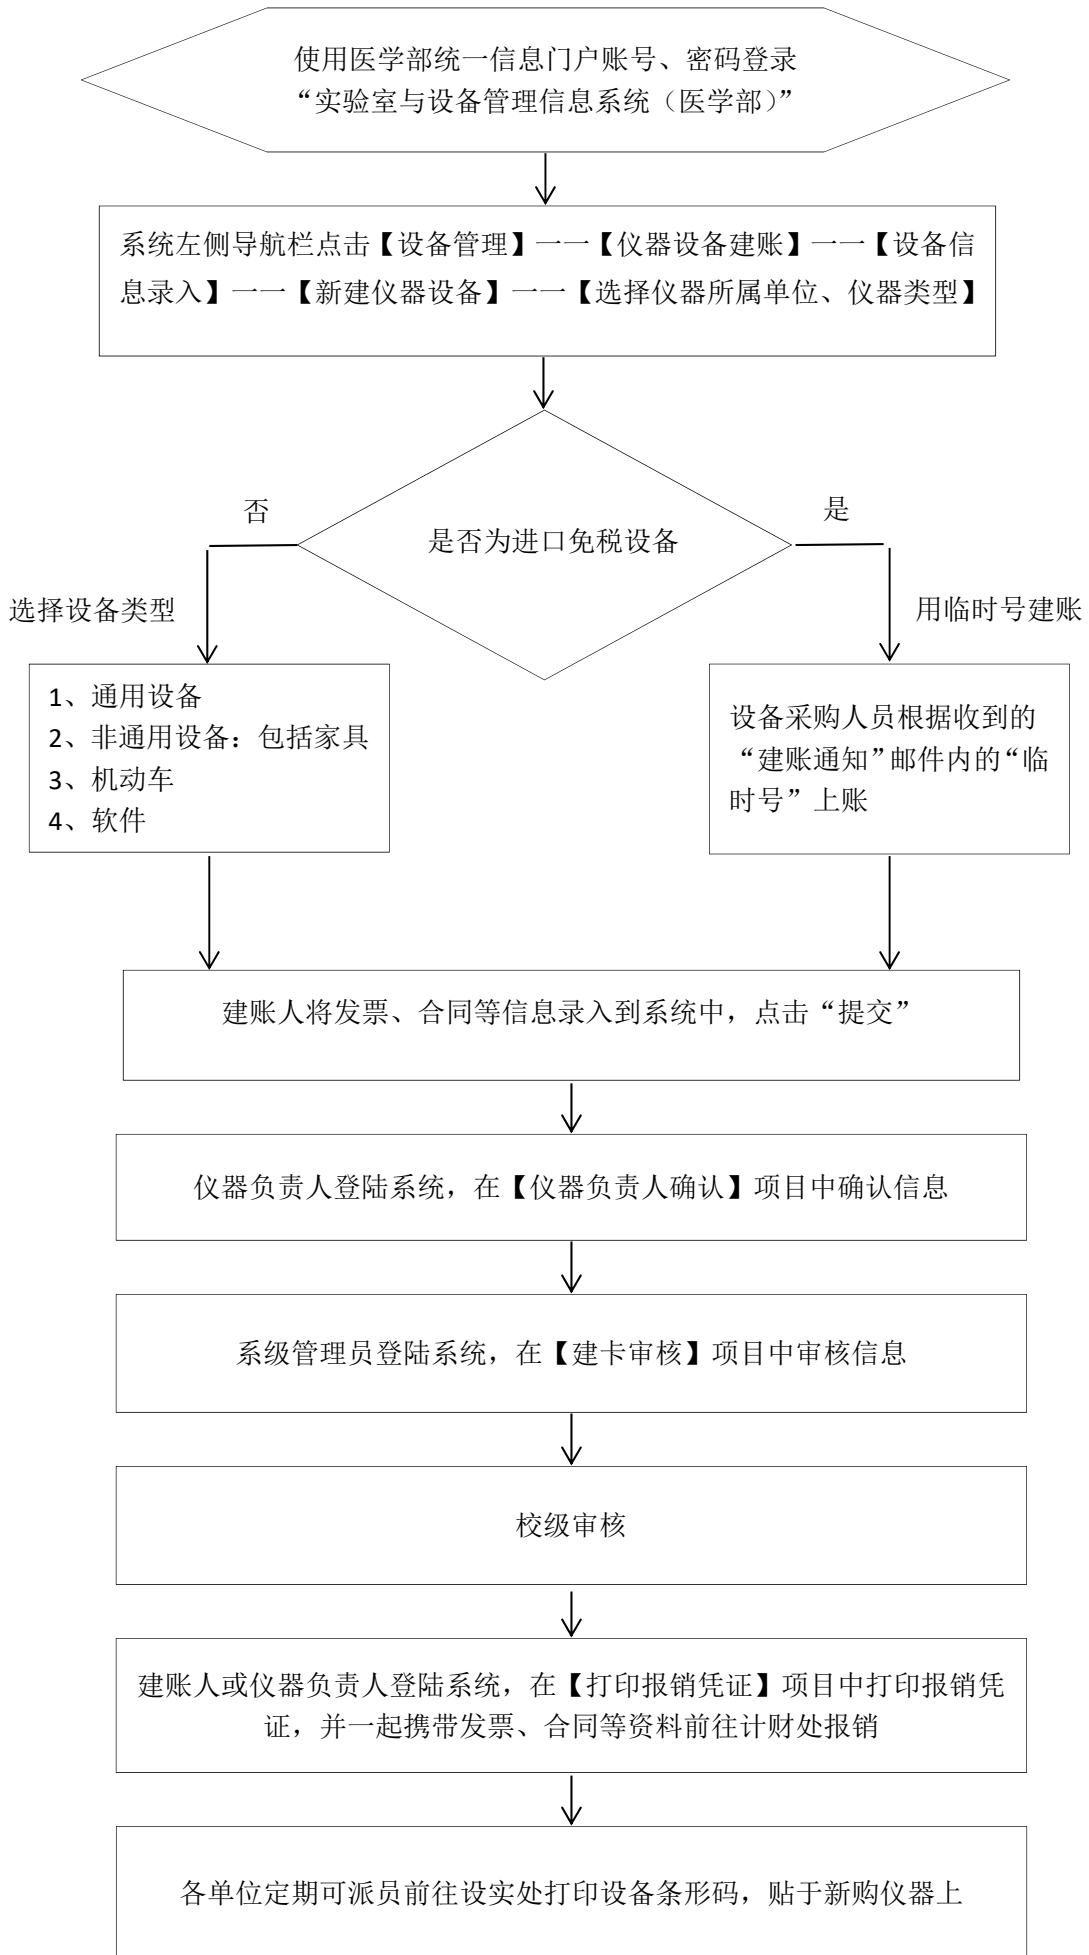 使用医学部统一信息门户账号、密码登录
“实验室与设备管理信息系统（医学部）”
系统左侧导航栏点击【设备管理】一一【仪器设备建账】一一【设备信
息录入】一一【新建仪器设备】一一【选择仪器所属单位、仪器类型】
是否为进口免税设备
否
是
选择设备类型
用临时号建账
1、通用设备
2、非通用设备：包括家具
3、机动车
4、软件
设备采购人员根据收到的
“建账通知”邮件内的“临
时号”上账
建账人将发票、合同等信息录入到系统中，点击“提交”
仪器负责人登陆系统，在【仪器负责人确认】项目中确认信息
系级管理员登陆系统，在【建卡审核】项目中审核信息
校级审核
建账人或仪器负责人登陆系统，在【打印报销凭证】项目中打印报销凭
证，并一起携带发票、合同等资料前往计财处报销
各单位定期可派员前往设实处打印设备条形码，贴于新购仪器上